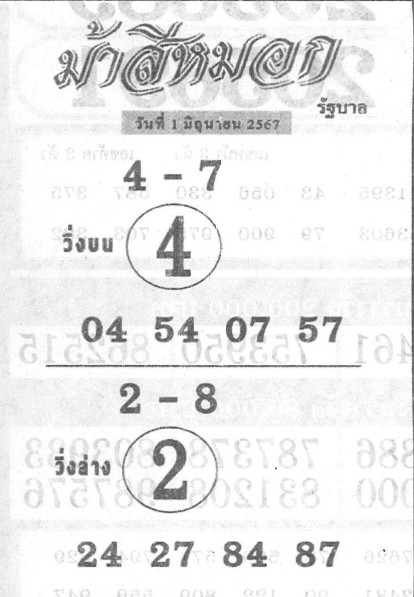 ม้าสีหมอก
รัฐบาล
วันที่ 1 มิถุนายน 2567
4 - 7
วิ่งบน 4
04 54 07 57
2 - 8
วิ่งล่าง 2
24 27 84 87